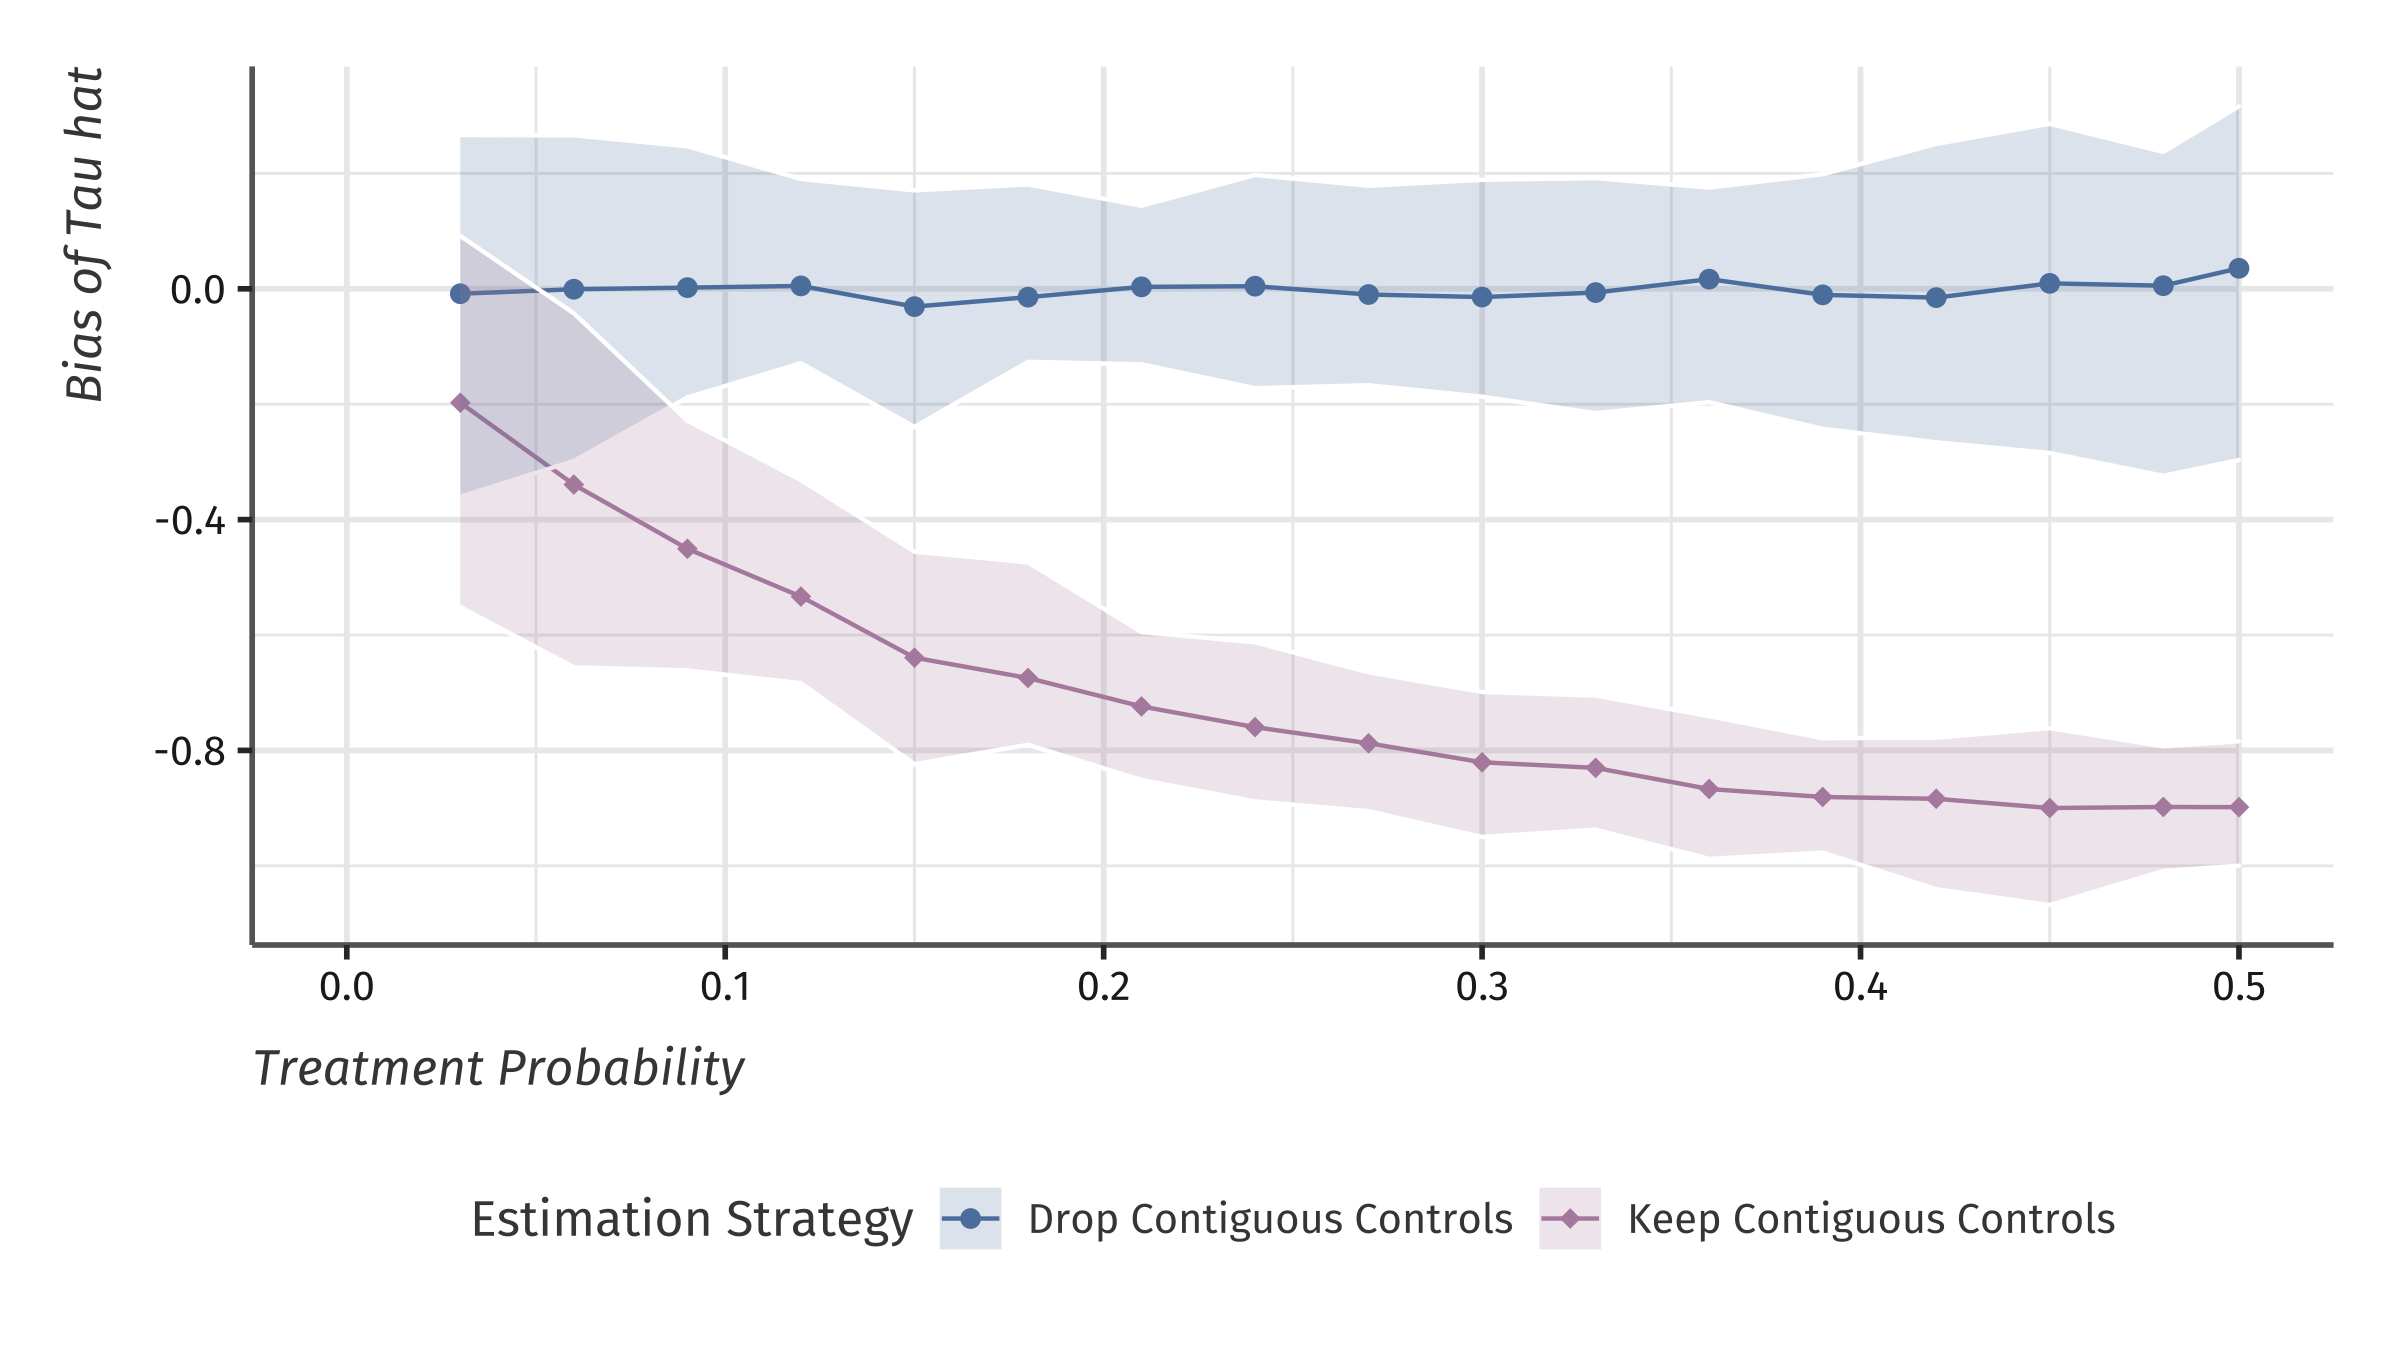 Bias of Tau hat
0.0
-0.4
-0.8
0.0 0.1 0.2 0.3 0.4 0.5
Treatment Probability
Estimation Strategy Drop Contiguous Controls Keep Contiguous Controls